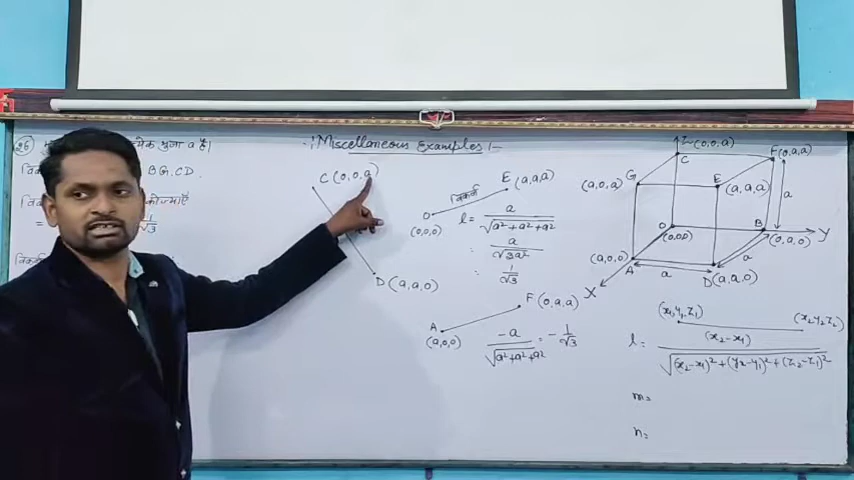 -: Miscellaneous Examples :-
26
भुजा a है।
B G, C D.
विकर्ण
= 1/√3
C (0,0,a)
D (a,a,0)
विकर्ण
E (a,a,a)
O
(0,0,0)
l = a/√(a²+a²+a²)
= a/√3a²
= 1/√3
A
(a,0,0)
F (0,a,a)
-a/√(a²+a²+a²) = -1/√3
Z (0,0,a)
C
F (0,a,a)
(a,0,a) G
E
(a,a,a)
a
O
(0,0,0)
B
(0,a,0)
Y
(a,0,0)
A
a
a
D (a,a,0)
X
(x₁,y₁,z₁)
(x₂ y₂ z₂)
l = (x₂-x₁)/√((x₂-x₁)²+(y₂-y₁)²+(z₂-z₁)²)
m =
n =